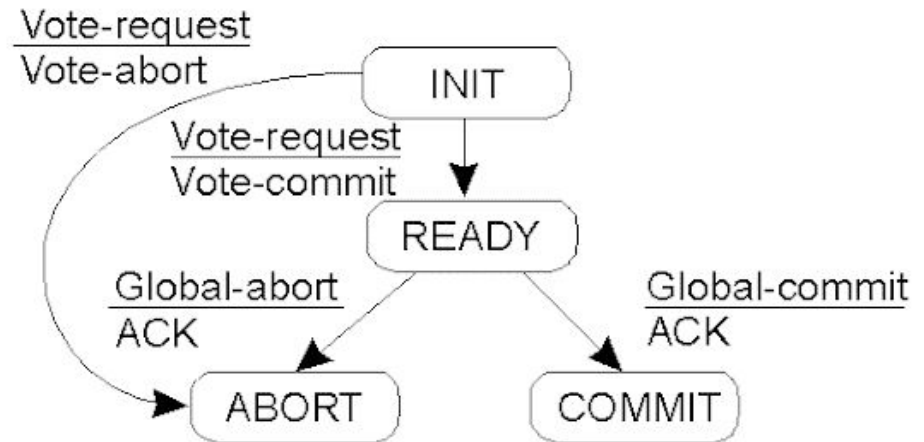 Vote-request
Vote-abort
INIT
Vote-request
Vote-commit
READY
Global-abort
ACK
Global-commit
ACK
ABORT
COMMIT